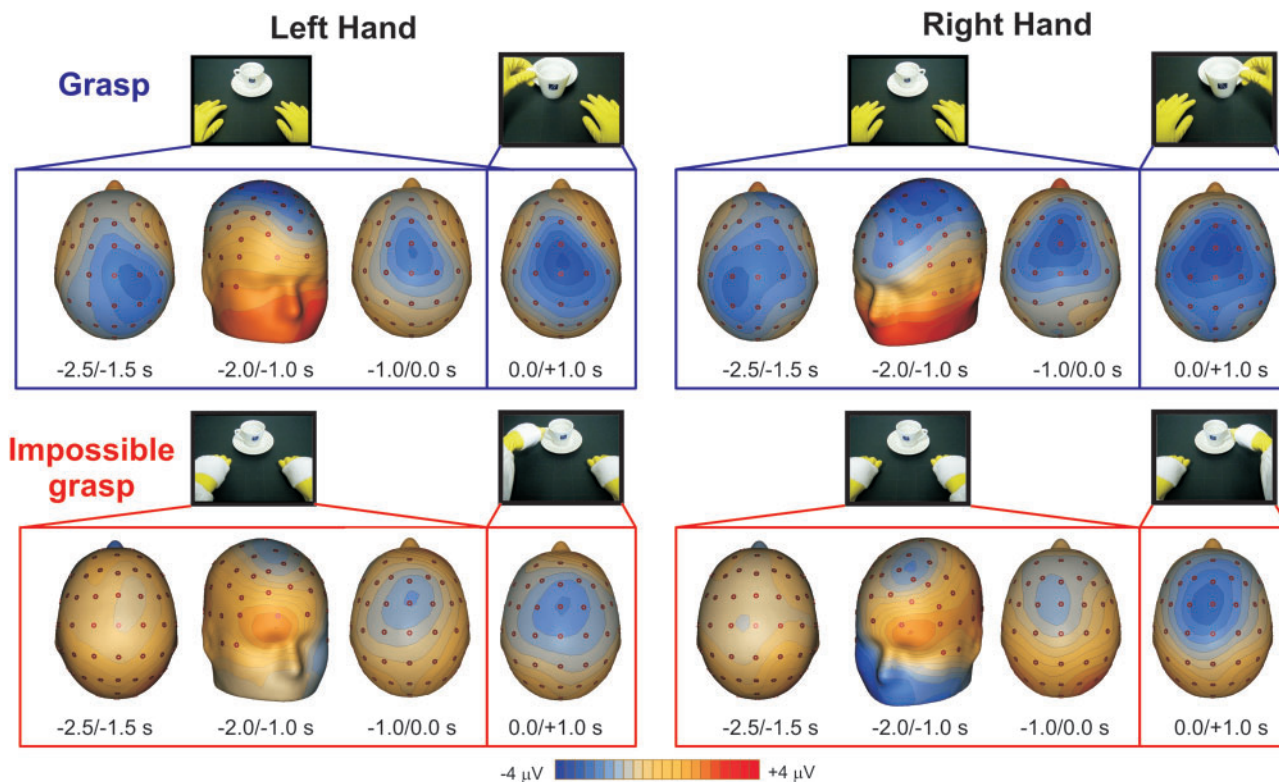 Left Hand
Right Hand
Grasp
-2.5/-1.5 s
-2.0/-1.0 s
-1.0/0.0 s
0.0/+1.0 s
-2.5/-1.5 s
-2.0/-1.0 s
-1.0/0.0 s
0.0/+1.0 s
Impossible
grasp
-2.5/-1.5 s
-2.0/-1.0 s
-1.0/0.0 s
0.0/+1.0 s
-2.5/-1.5 s
-2.0/-1.0 s
-1.0/0.0 s
0.0/+1.0 s
-4 μV
+4 μV